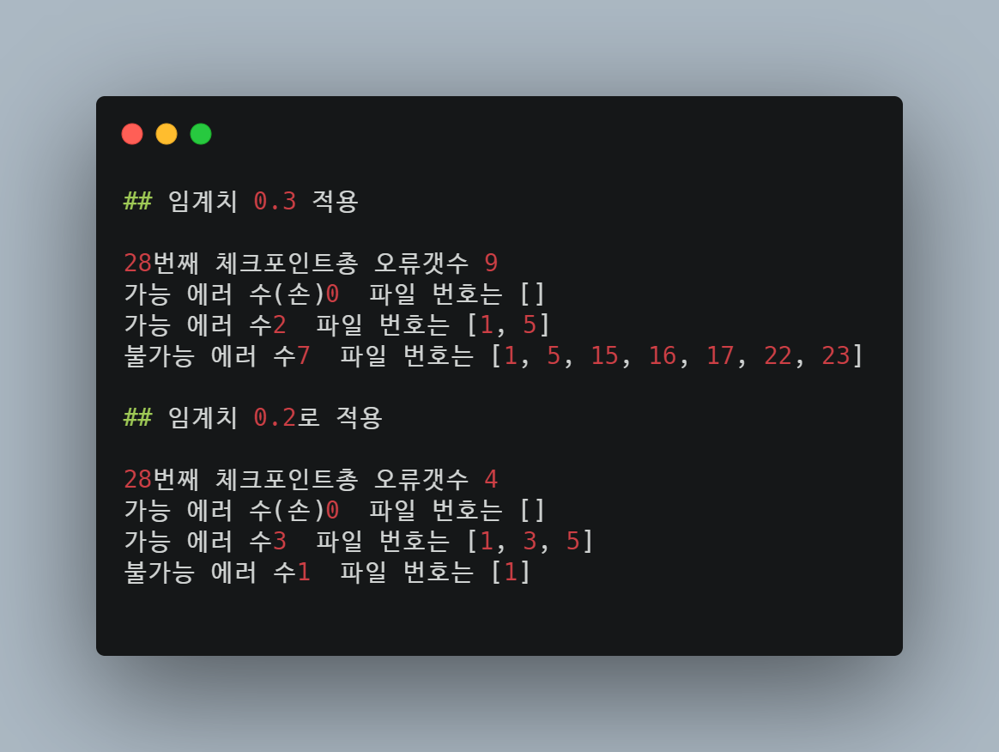 ## 임계치 0.3 적용
28번째 체크포인트총 오류갯수 9
가능 에러 수(손)0  파일 번호는 []
가능 에러 수2  파일 번호는 [1, 5]
불가능 에러 수7  파일 번호는 [1, 5, 15, 16, 17, 22, 23]
## 임계치 0.2로 적용
28번째 체크포인트총 오류갯수 4
가능 에러 수(손)0  파일 번호는 []
가능 에러 수3  파일 번호는 [1, 3, 5]
불가능 에러 수1  파일 번호는 [1]